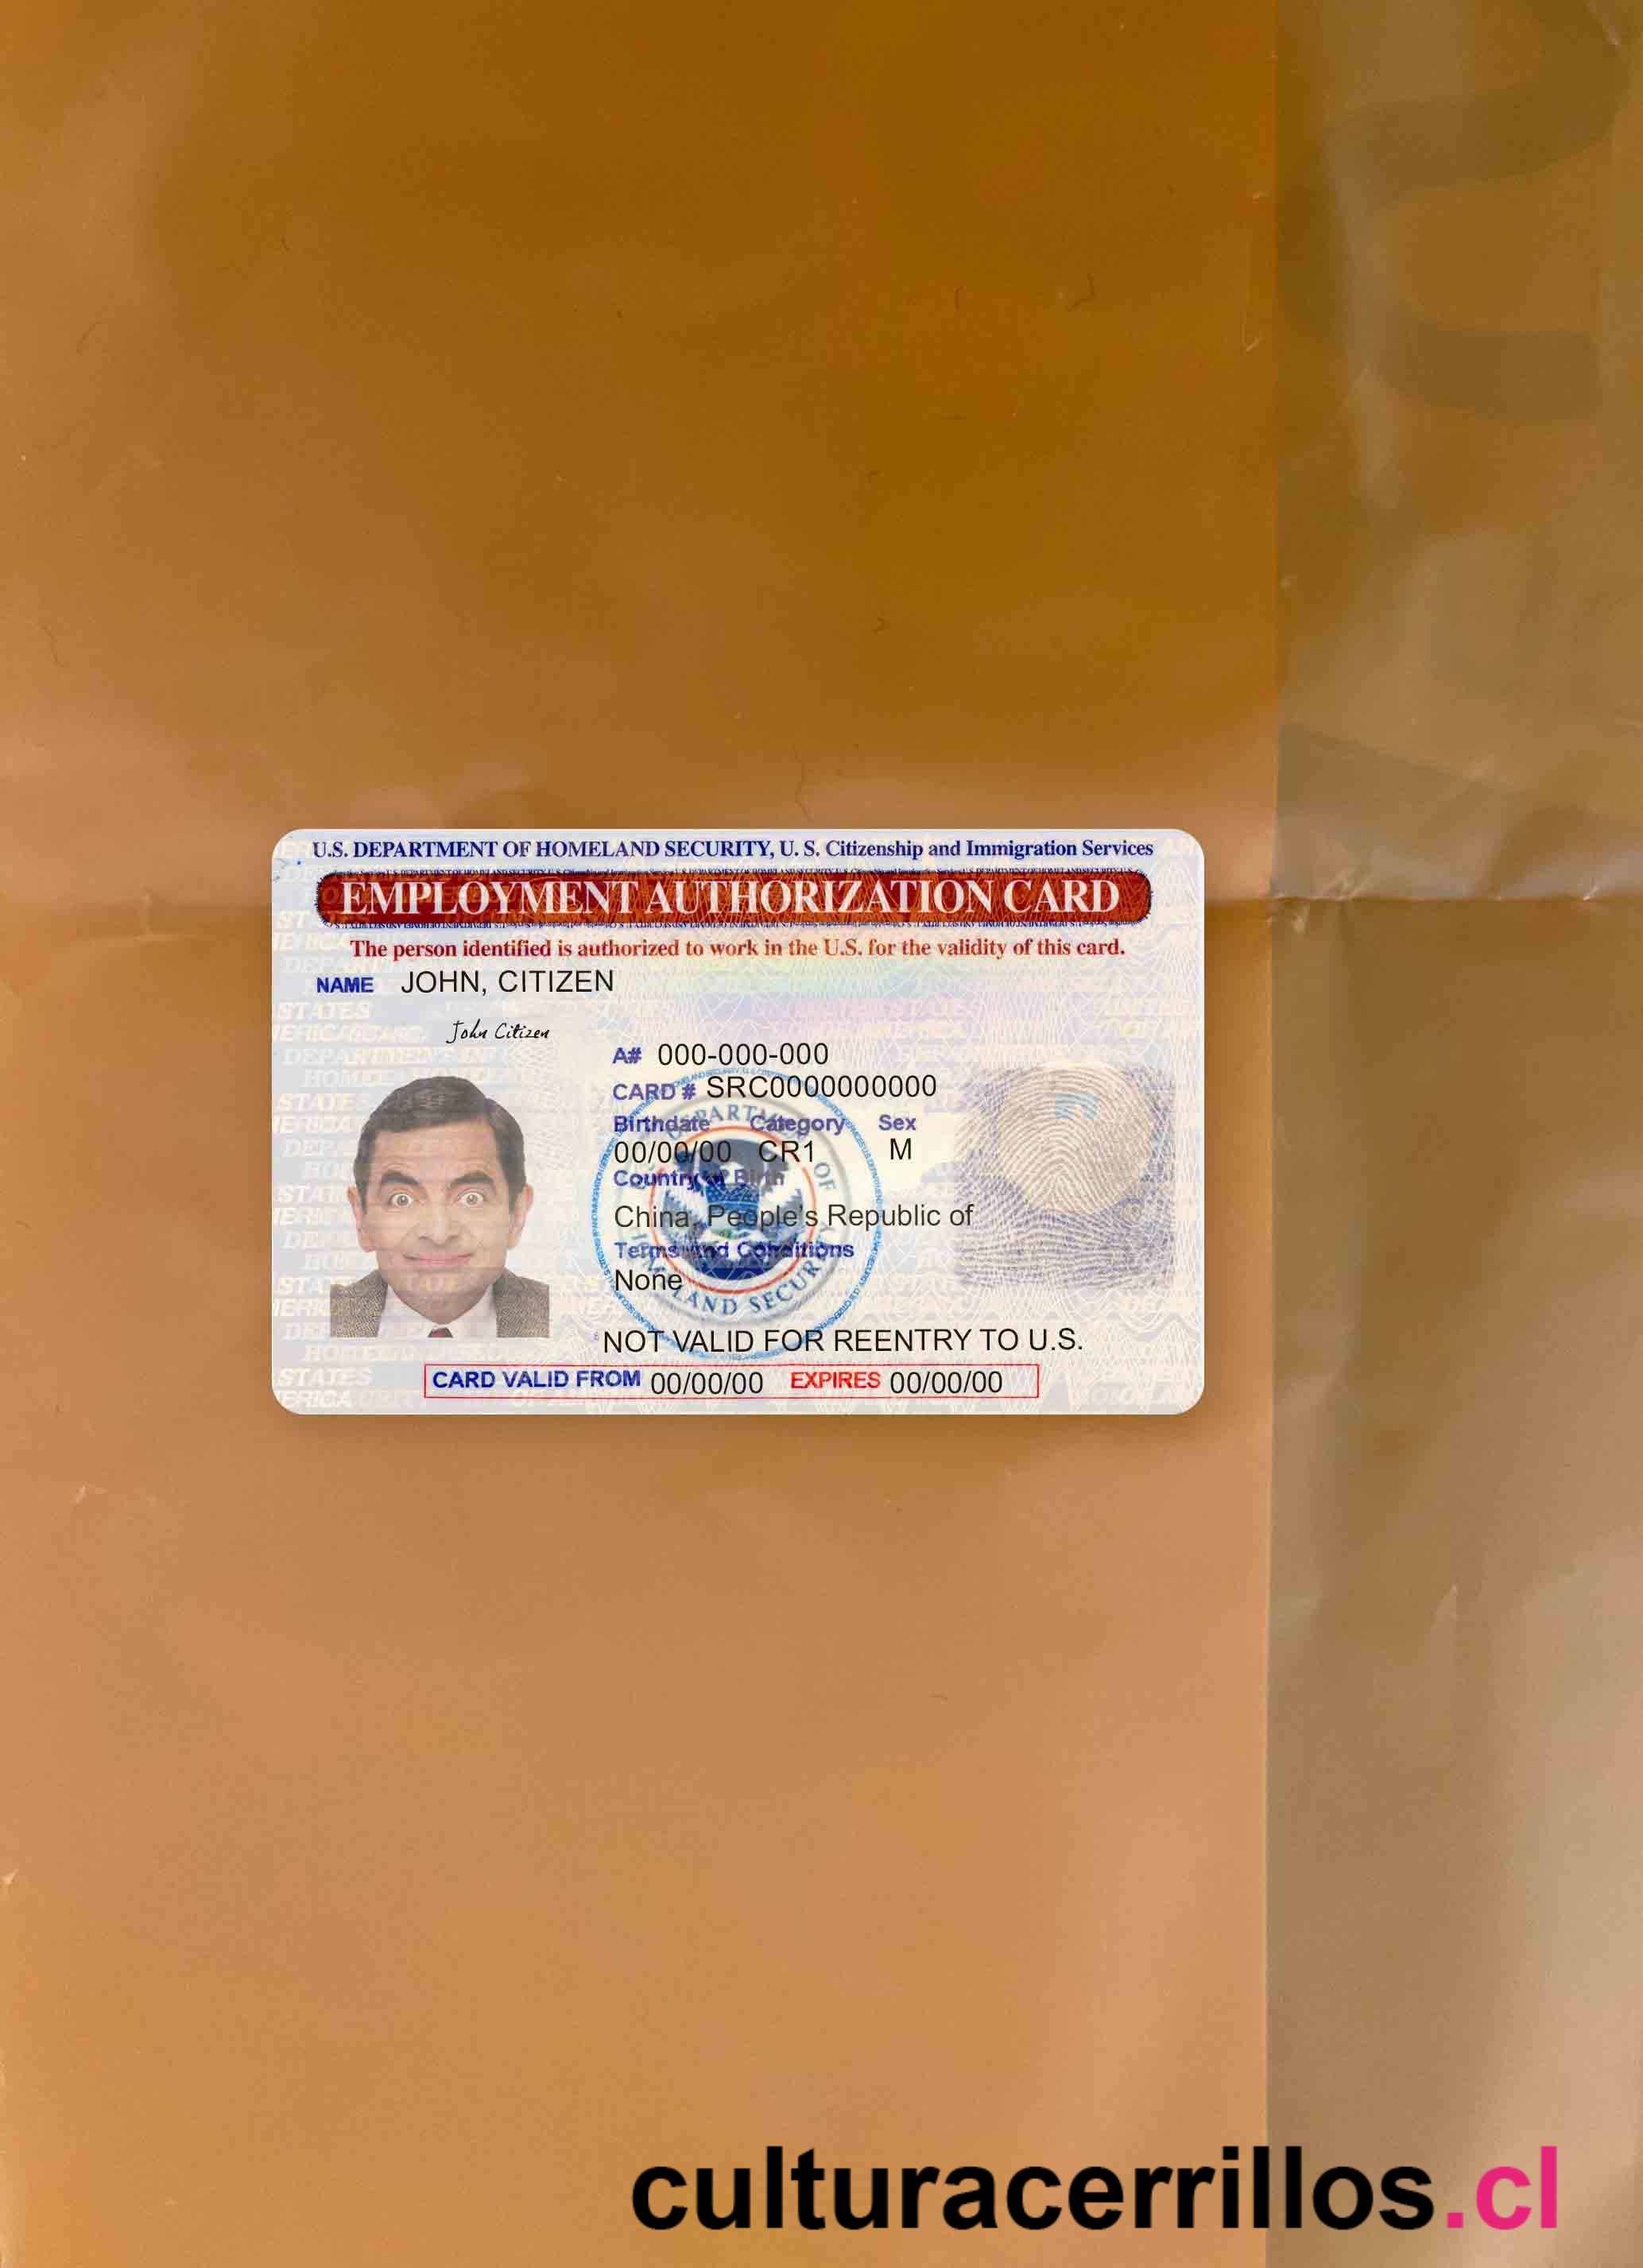 U.S. DEPARTMENT OF HOMELAND SECURITY, U. S. Citizenship and Immigration Services
EMPLOYMENT AUTHORIZATION CARD
The person identified is authorized to work in the U.S. for the validity of this card.
NAME JOHN, CITIZEN
John Citizen
A# 000-000-000
CARD # SRC0000000000
Birthdate Category Sex
00/00/00 CR1 M
Country of Birth
China, People's Republic of
Terms and Conditions
None
NOT VALID FOR REENTRY TO U.S.
CARD VALID FROM 00/00/00 EXPIRES 00/00/00
culturacerrillos.cl